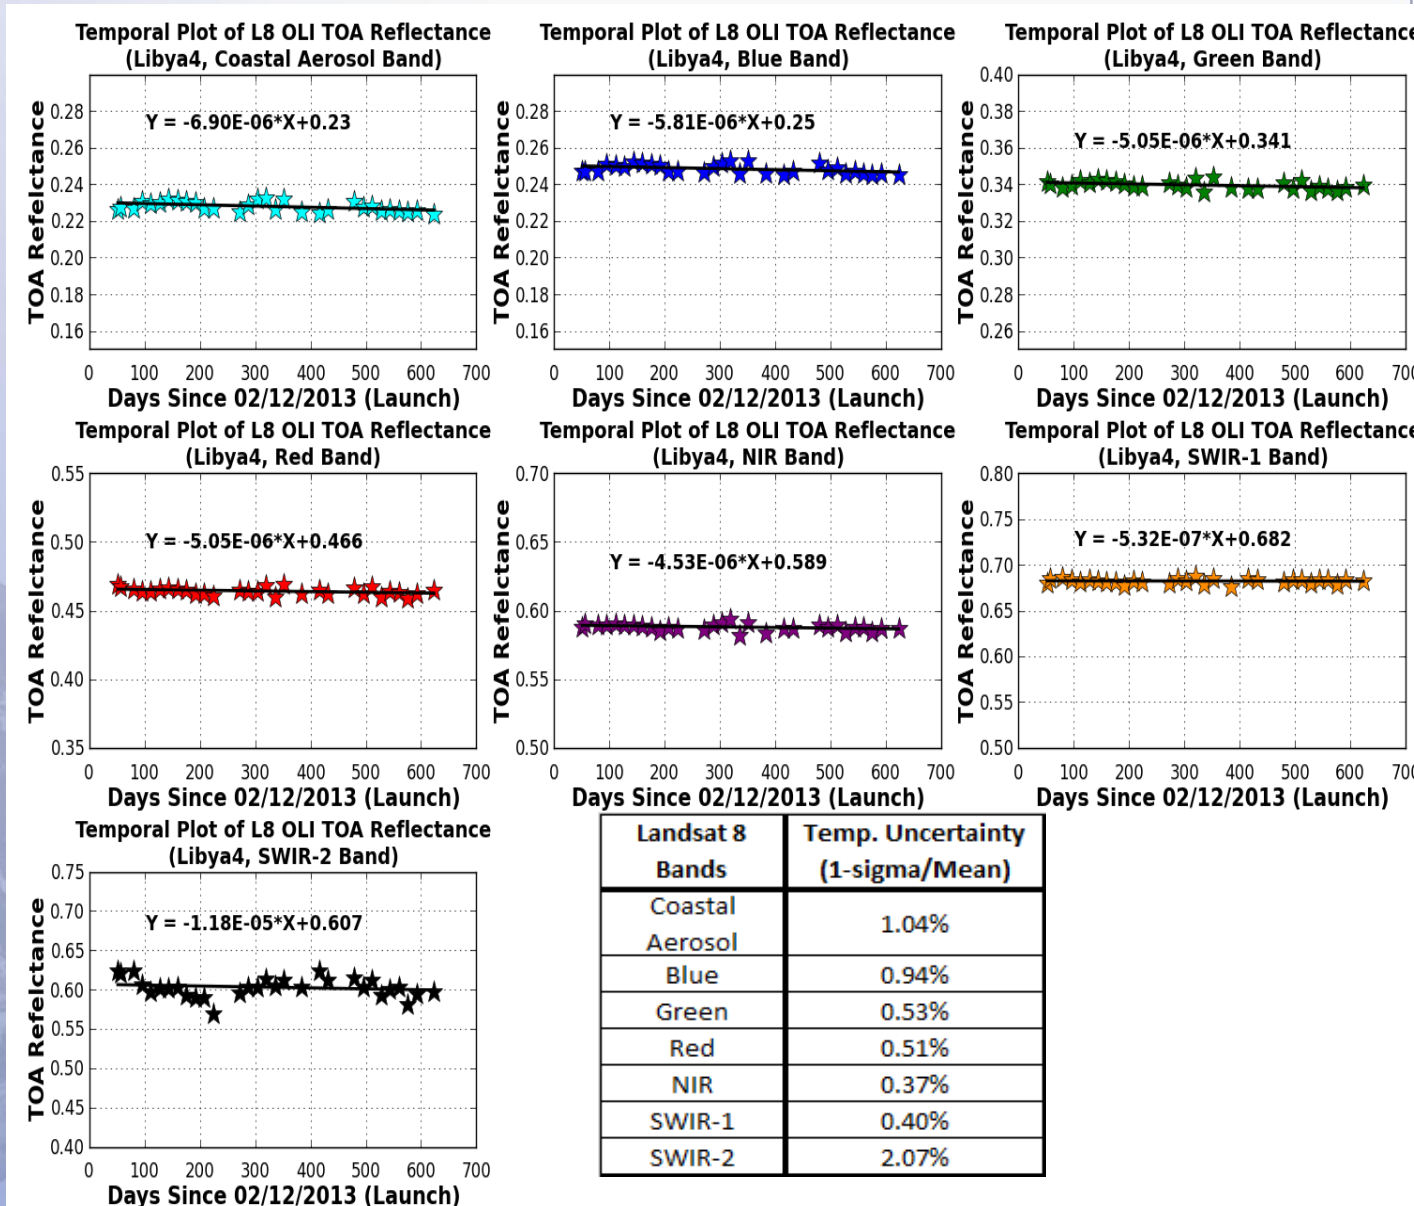 Temporal Plot of L8 OLI TOA Reflectance
(Libya4, Coastal Aerosol Band)
Y = -6.90E-06*X+0.23
TOA Refelctance
0.28
0.26
0.24
0.22
0.20
0.18
0.16
0 100 200 300 400 500 600 700
Days Since 02/12/2013 (Launch)
Temporal Plot of L8 OLI TOA Reflectance
(Libya4, Blue Band)
Y = -5.81E-06*X+0.25
TOA Refelctance
0.28
0.26
0.24
0.22
0.20
0.18
0.16
0 100 200 300 400 500 600 700
Days Since 02/12/2013 (Launch)
Temporal Plot of L8 OLI TOA Reflectance
(Libya4, Green Band)
Y = -5.05E-06*X+0.341
TOA Refelctance
0.40
0.38
0.36
0.34
0.32
0.30
0.28
0.26
0 100 200 300 400 500 600 700
Days Since 02/12/2013 (Launch)
Temporal Plot of L8 OLI TOA Reflectance
(Libya4, Red Band)
Y = -5.05E-06*X+0.466
TOA Refelctance
0.55
0.50
0.45
0.40
0.35
0 100 200 300 400 500 600 700
Days Since 02/12/2013 (Launch)
Temporal Plot of L8 OLI TOA Reflectance
(Libya4, NIR Band)
Y = -4.53E-06*X+0.589
TOA Refelctance
0.70
0.65
0.60
0.55
0.50
0 100 200 300 400 500 600 700
Days Since 02/12/2013 (Launch)
Temporal Plot of L8 OLI TOA Reflectance
(Libya4, SWIR-1 Band)
Y = -5.32E-07*X+0.682
TOA Refelctance
0.80
0.75
0.70
0.65
0.60
0.55
0.50
0 100 200 300 400 500 600 700
Days Since 02/12/2013 (Launch)
Temporal Plot of L8 OLI TOA Reflectance
(Libya4, SWIR-2 Band)
Y = -1.18E-05*X+0.607
TOA Refelctance
0.75
0.70
0.65
0.60
0.55
0.50
0.45
0.40
0 100 200 300 400 500 600 700
Days Since 02/12/2013 (Launch)
Landsat 8 Bands Temp. Uncertainty (1-sigma/Mean)
Coastal Aerosol 1.04%
Blue 0.94%
Green 0.53%
Red 0.51%
NIR 0.37%
SWIR-1 0.40%
SWIR-2 2.07%